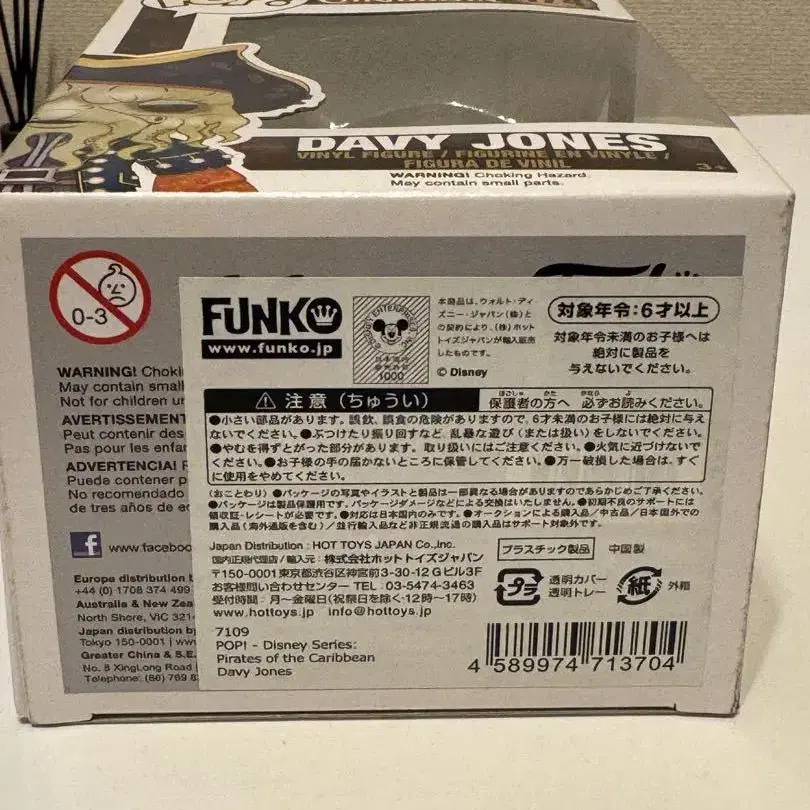 DAVY JONES
VINYL FIGURE / FIGURINE EN VINYLE /
FIGURA DE VINIL
3+
WARNING! Choking Hazard.
May contain small parts.
0-3
WARNING! Choki
May contain small
Not for children un
AVERTISSEMENT
Peut contenir des
Pas pour les enfan
ADVERTENCIA! P
Puede contener p
No recomendado
de tres años de e
f www.facebo
Europe distribution b
+44 (0) 1708 374 499
Australia & New Zea
North Shore, VIC 321
Japan distribution by
Tokyo 150-0001 | w
Greater China & S.E.
No. 8 XingLong Road
Telephone: (86) 769 8
FUNKO
www.funko.jp
1000
本商品は、ウォルト・ディ
ズニー・ジャパン(株)と
の契約により、(株)ホット
トイズジャパンが輸入販売
したものです。
© Disney
対象年令:6才以上
対象年令未満のお子様へは
絶対に製品を
与えないでください。
⚠ 注意(ちゅうい)
ほごしゃ かた かなら よ
保護者の方へ 必ずお読みください。
●小さい部品があります。誤飲、誤食の危険がありますので、6才未満のお子様には絶対に与え
ないでください。●ぶつけたり振り回すなど、乱暴な遊び(または扱い)をしないでください。
●やむを得ずとがった部分があります。取り扱いにはご注意ください。●火気に近づけないで
ください。●お子様の手の届かないところに保管してください。●万一破損した場合は、すぐ
に使用をやめてください。
(おことわり)●パッケージの写真やイラストと製品は一部異なる場合がありますのであらかじめご了承ください。
●パッケージは製品保護用です。パッケージダメージなどによる交換はいたしません。●初期不良のサポートには
領収証・レシートが必要です。●対応は日本国内のみです。●オークションによる購入品/中古品/日本国外での
購入品(海外通販を含む)/並行輸入品など非正規流通の購入品はサポート対象外です。
Japan Distribution : HOT TOYS JAPAN Co.,Inc.
国内正規代理店/輸入元:株式会社ホットトイズジャパン
〒150-0001東京都渋谷区神宮前3-30-12 Gビル3F
お客様問い合わせセンター TEL 03-5474-3463
受付時間:月〜金曜日(祝祭日を除く・12時〜17時)
www.hottoys.jp info@hottoys.jp
プラスチック製品
中国製
プラ
透明カバー
透明トレー
紙
外箱
7109
POP! - Disney Series:
Pirates of the Caribbean
Davy Jones
4 589974 713704